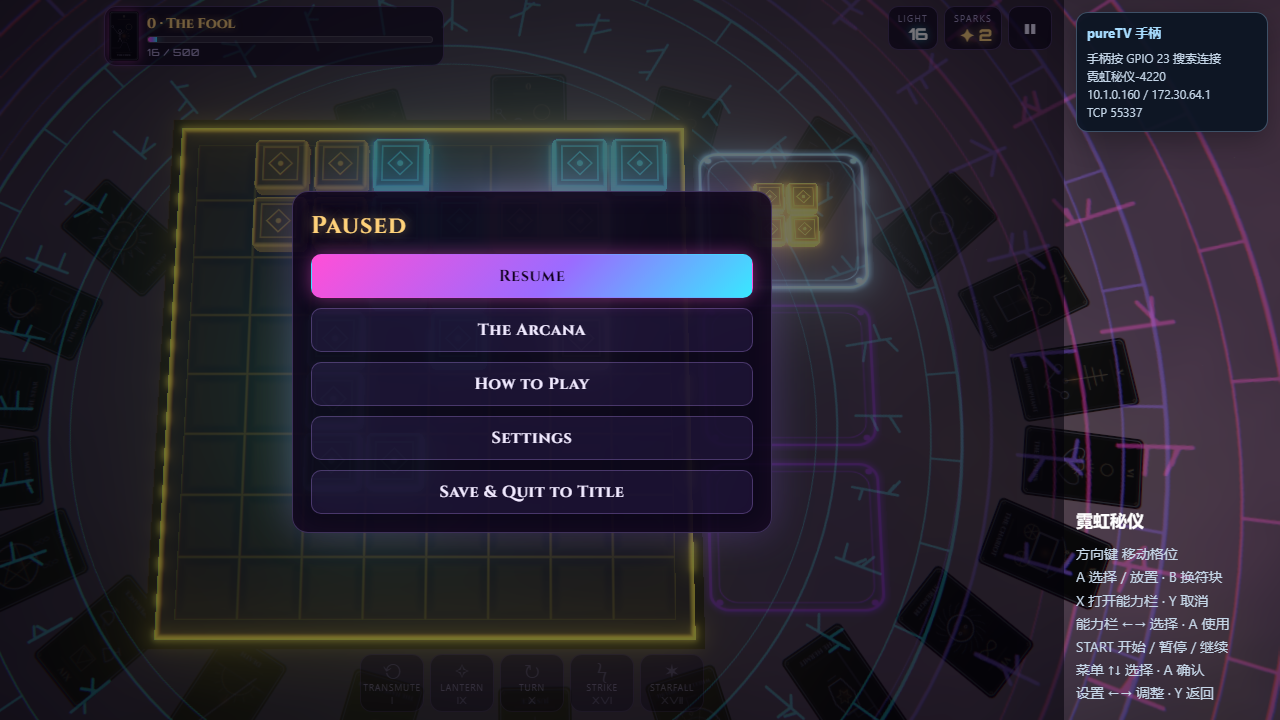 0 · The Fool
16 / 500
LIGHT
16
SPARKS
✦ 2
Paused
Resume
The Arcana
How to Play
Settings
Save & Quit to Title
TRANSMUTE
LANTERN
IX
TURN
X
STRIKE
XVI
STARFALL
XVII
pureTV 手柄
手柄按 GPIO 23 搜索连接
霓虹秘仪-4220
10.1.0.160 / 172.30.64.1
TCP 55337
霓虹秘仪
方向键 移动格位
A 选择 / 放置 · B 换符块
X 打开能力栏 · Y 取消
能力栏 ←→ 选择 · A 使用
START 开始 / 暂停 / 继续
菜单 ↑↓ 选择 · A 确认
设置 ←→ 调整 · Y 返回